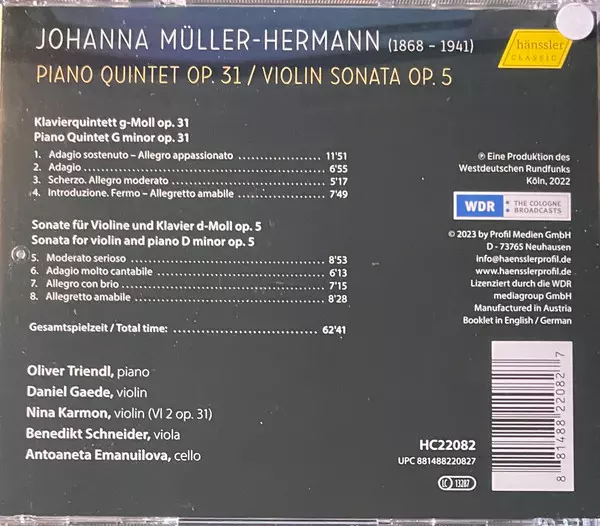 JOHANNA MÜLLER-HERMANN (1868 – 1941)
PIANO QUINTET OP. 31 / VIOLIN SONATA OP. 5
hänssler
CLASSIC
Klavierquintett g-Moll op. 31
Piano Quintet G minor op. 31
1. Adagio sostenuto – Allegro appassionato ........................ 11'51
2. Adagio ........................ 6'55
3. Scherzo. Allegro moderato ........................ 5'17
4. Introduzione. Fermo – Allegretto amabile ........................ 7'49
Sonate für Violine und Klavier d-Moll op. 5
Sonata for violin and piano D minor op. 5
5. Moderato serioso ........................ 8'53
6. Adagio molto cantabile ........................ 6'13
7. Allegro con brio ........................ 7'15
8. Allegretto amabile ........................ 8'28
Gesamtspielzeit / Total time: ........................ 62'41
Oliver Triendl, piano
Daniel Gaede, violin
Nina Karmon, violin (Vl 2 op. 31)
Benedikt Schneider, viola
Antoaneta Emanuilova, cello
℗ Eine Produktion des
Westdeutschen Rundfunks
Köln, 2022
WDR THE COLOGNE
BROADCASTS
© 2023 by Profil Medien GmbH
D - 73765 Neuhausen
info@haensslerprofil.de
www.haensslerprofil.de
Lizenziert durch die WDR
mediagroup GmbH
Manufactured in Austria
Booklet in English / German
HC22082
UPC 881488220827
LC 13287
8 81488 22082 7